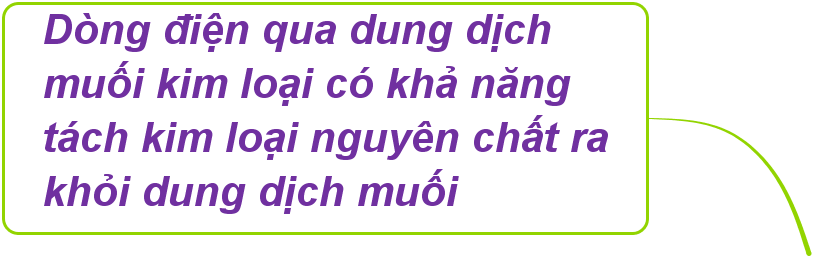 Dòng điện qua dung dịch
muối kim loại có khả năng
tách kim loại nguyên chất ra
khỏi dung dịch muối